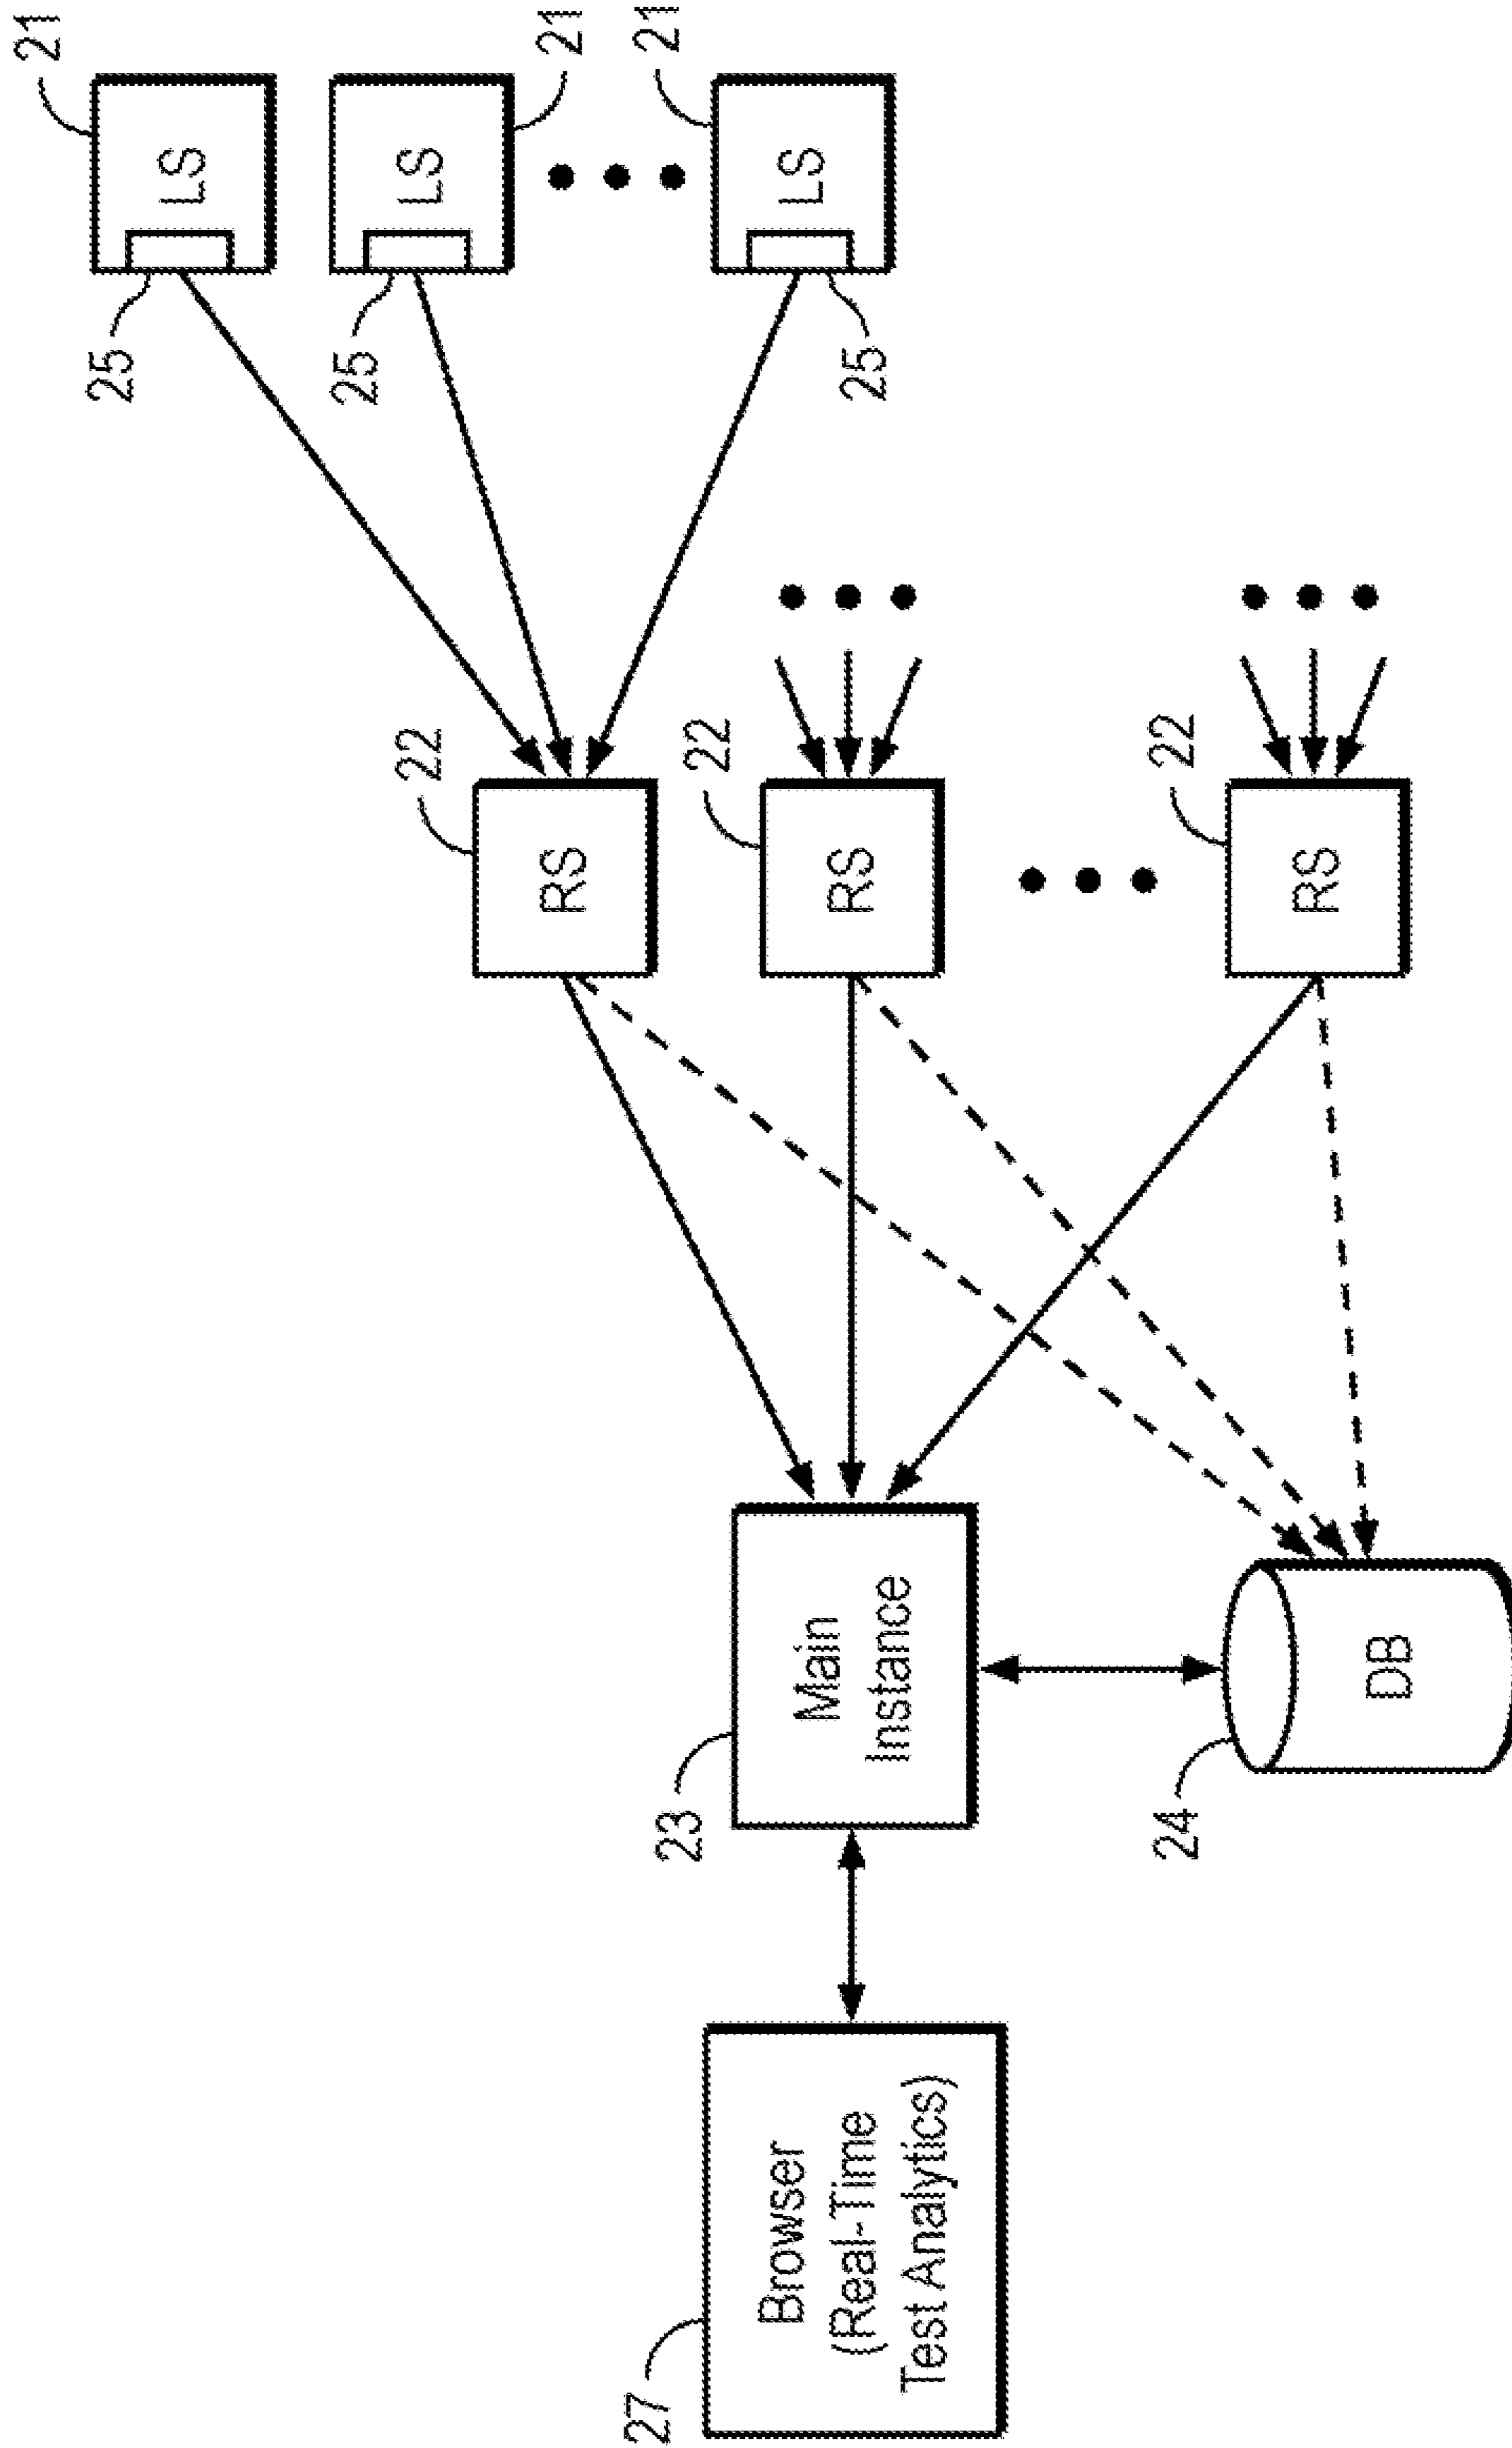 21
LS
25
21
LS
25
21
LS
25
22
RS
22
RS
22
RS
23
Main
Instance
24
DB
27
Browser
(Real-Time
Test Analytics)